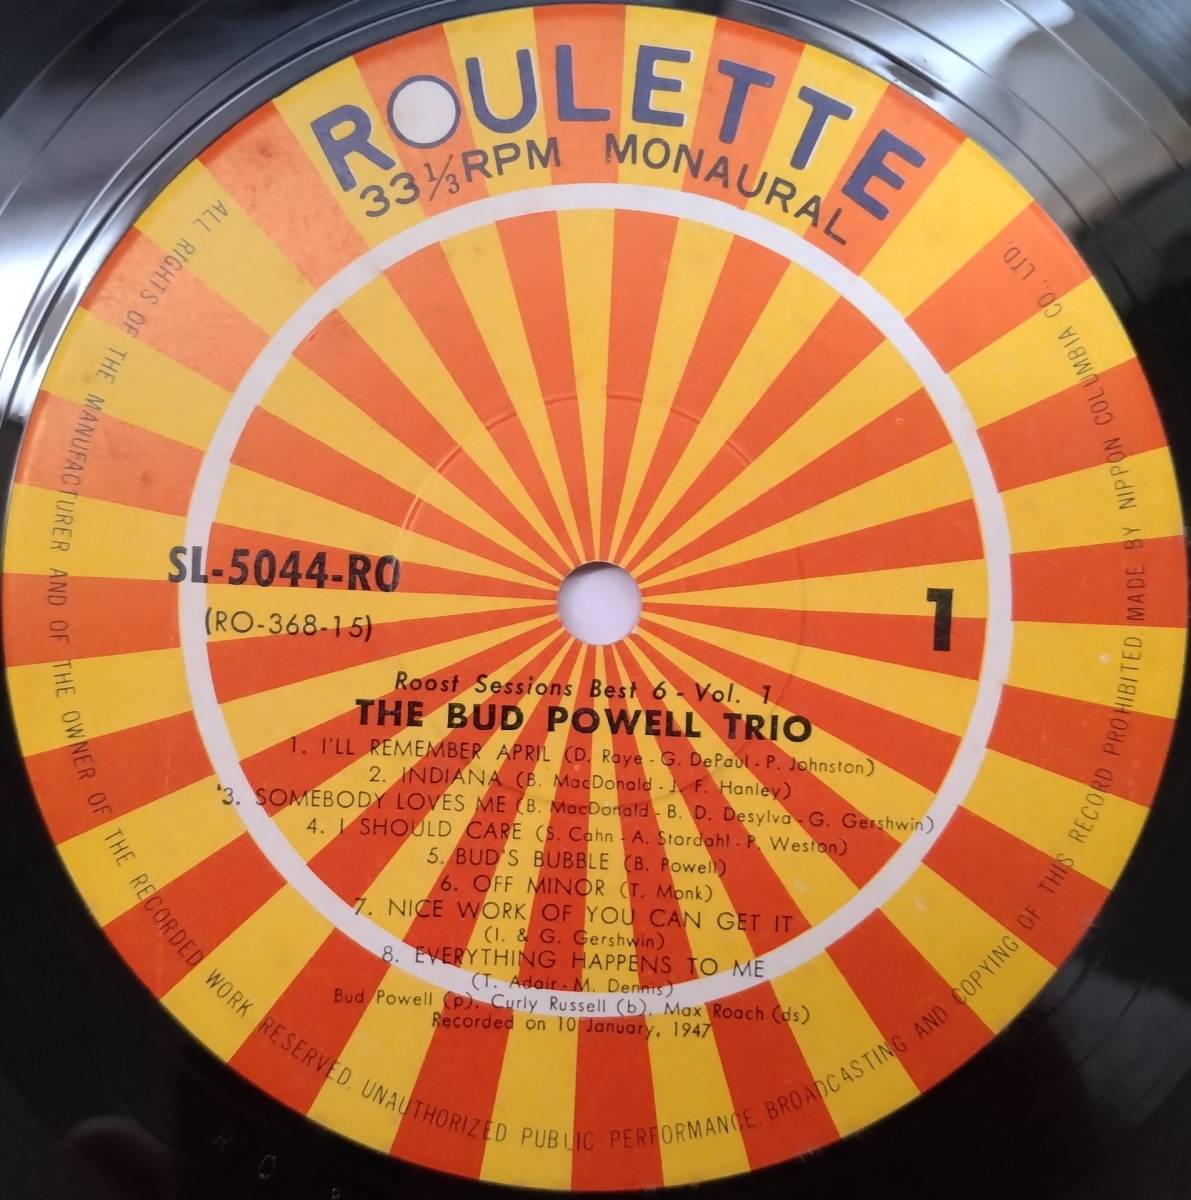 ROULETTE
33 1/3 RPM MONAURAL
SL-5044-RO
(RO-368-15)
1
Roost Sessions Best 6 - Vol. 1
THE BUD POWELL TRIO
1. I'LL REMEMBER APRIL (D. Raye - G. DePaul - P. Johnston)
2. INDIANA (B. MacDonald - J. F. Hanley)
3. SOMEBODY LOVES ME (B. MacDonald - B. D. Desylva - G. Gershwin)
4. I SHOULD CARE (S. Cahn - A. Stordahl - P. Weston)
5. BUD'S BUBBLE (B. Powell)
6. OFF MINOR (T. Monk)
7. NICE WORK OF YOU CAN GET IT
(I. & G. Gershwin)
8. EVERYTHING HAPPENS TO ME
(T. Adair - M. Dennis)
Bud Powell (p), Curly Russell (b), Max Roach (ds)
Recorded on 10 January, 1947
ALL RIGHTS OF THE MANUFACTURER AND OF THE OWNER OF THE RECORDED WORK RESERVED. UNAUTHORIZED PUBLIC PERFORMANCE, BROADCASTING AND COPYING OF THIS RECORD PROHIBITED. MADE BY NIPPON COLUMBIA CO., LTD.